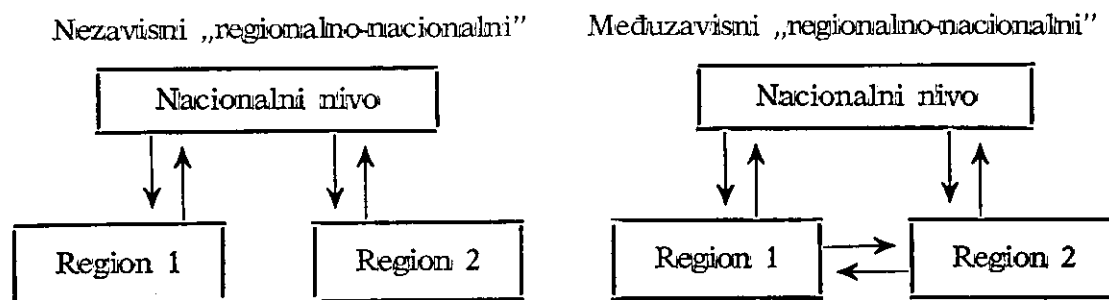 Nezavisni „regionalno-nacionalni”
Međuzavisni „regionalno-nacionalni”
Nacionalni nivo
Nacionalni nivo
Region 1
Region 2
Region 1
Region 2